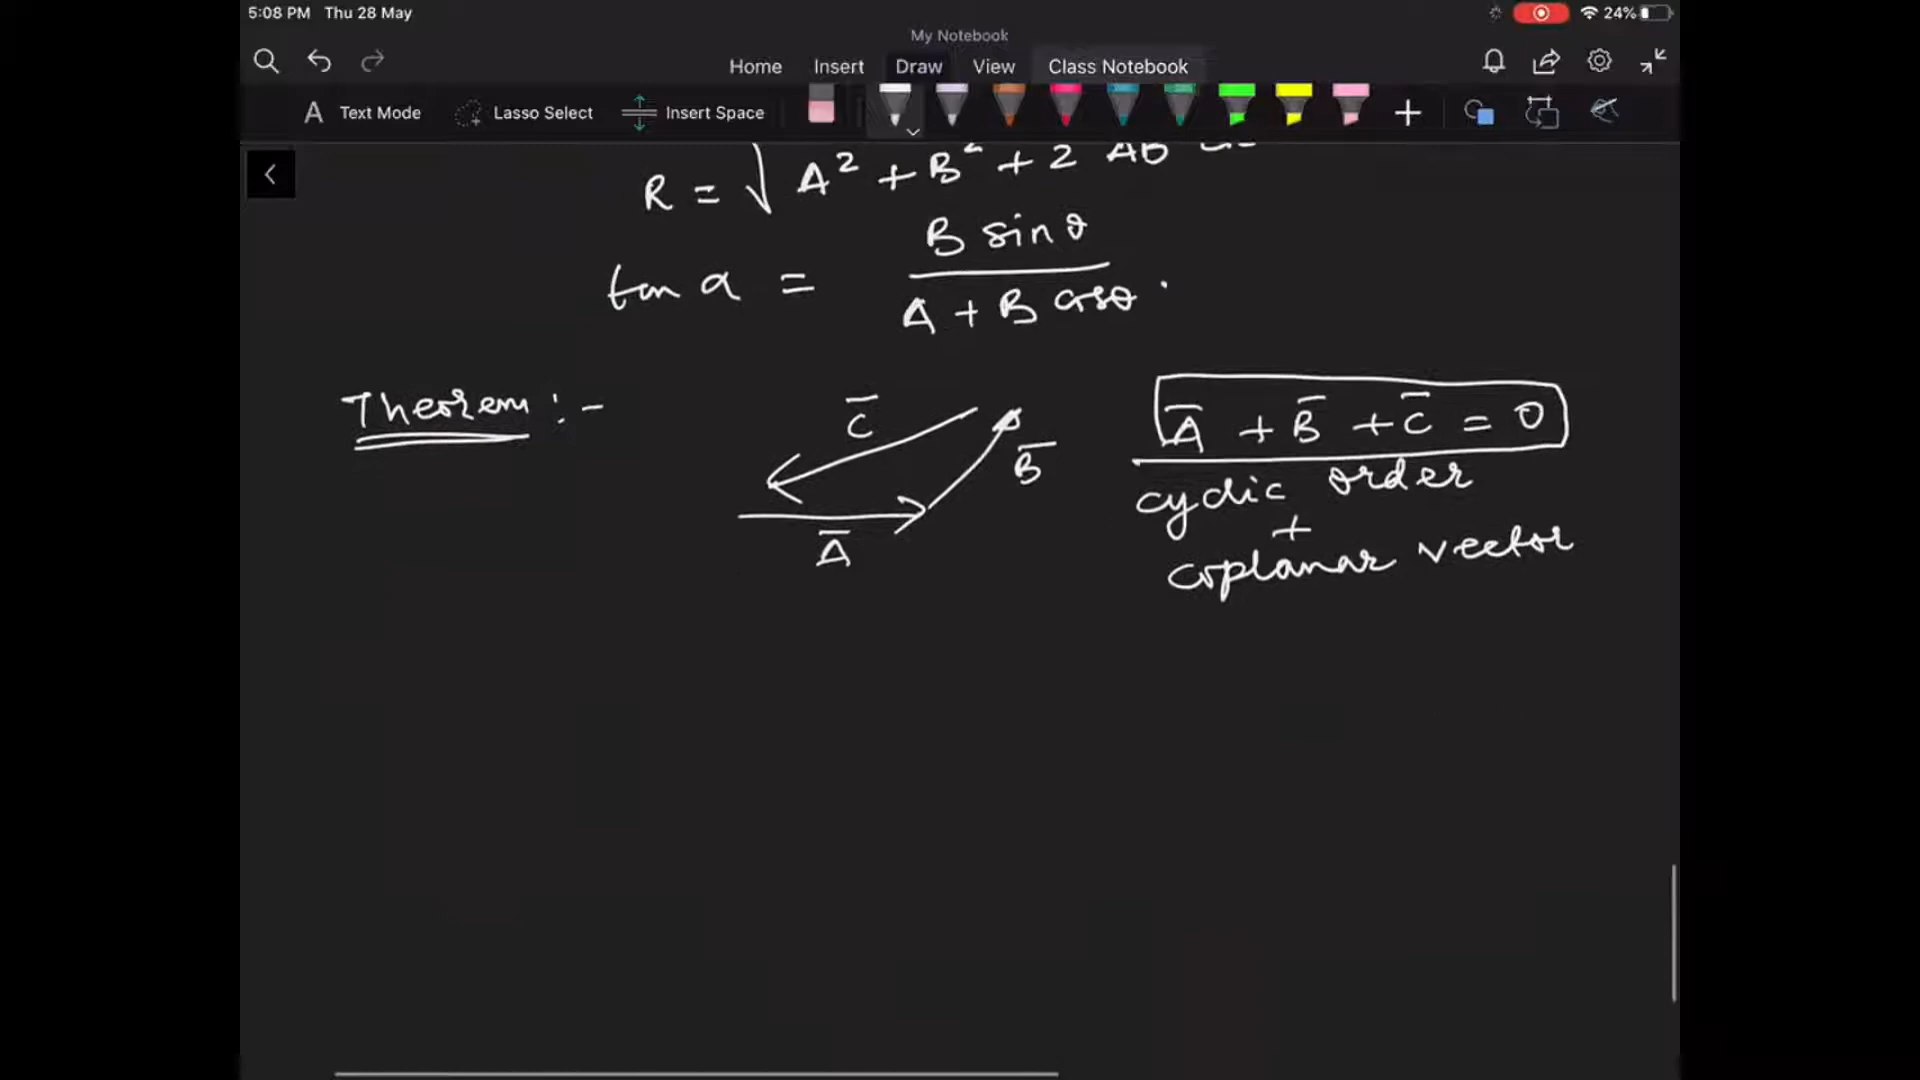 5:08 PM Thu 28 May
24%
My Notebook
Home Insert Draw View Class Notebook
A Text Mode Lasso Select Insert Space
R = √ A² + B² + 2 AB
tan α = B sin θ / A + B cos θ .
Theorem :-
C̅
B̅
A̅
A̅ + B̅ + C̅ = 0
cyclic order
+
coplanar vector